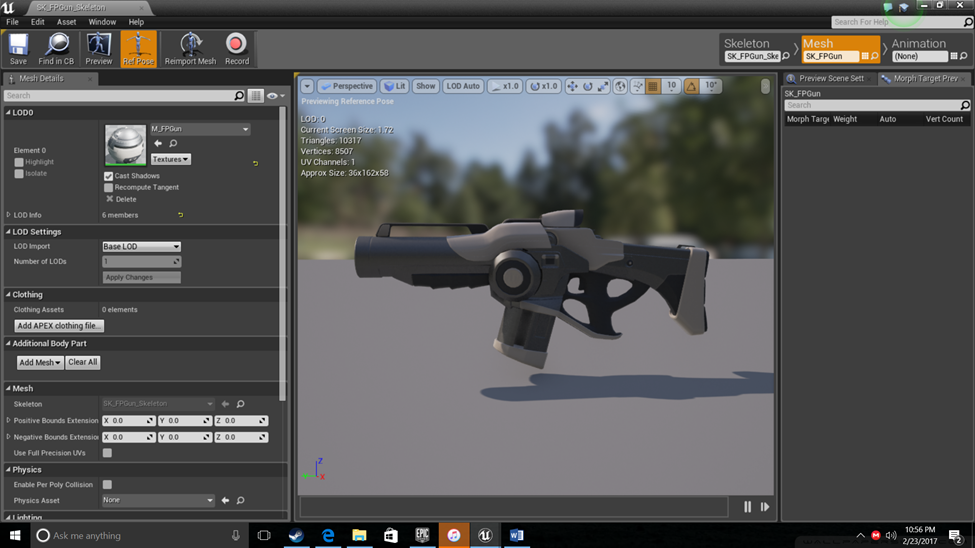 SK_FPGun_Skeleton
File Edit Asset Window Help
Search For Help
Save Find in CB Preview Ref Pose Reimport Mesh Record
Skeleton
SK_FPGun_Ske
Mesh
SK_FPGun
Animation
(None)
Mesh Details
Search
LOD0
Element 0
Highlight
Isolate
M_FPGun
Textures
Cast Shadows
Recompute Tangent
Delete
LOD Info 6 members
LOD Settings
LOD Import Base LOD
Number of LODs 1
Apply Changes
Clothing
Clothing Assets 0 elements
Add APEX clothing file...
Additional Body Part
Add Mesh Clear All
Mesh
Skeleton SK_FPGun_Skeleton
Positive Bounds Extension X 0.0 Y 0.0 Z 0.0
Negative Bounds Extension X 0.0 Y 0.0 Z 0.0
Use Full Precision UVs
Physics
Enable Per Poly Collision
Physics Asset None
Lighting
Perspective Lit Show LOD Auto x1.0 x1.0 10 10°
Previewing Reference Pose
LOD: 0
Current Screen Size: 1.72
Triangles: 10317
Vertices: 8507
UV Channels: 1
Approx Size: 36x162x58
Z
X
Preview Scene Sett Morph Target Prev
SK_FPGun
Search
Morph Targ Weight Auto Vert Count
Ask me anything
EPIC
10:56 PM
2/23/2017
2